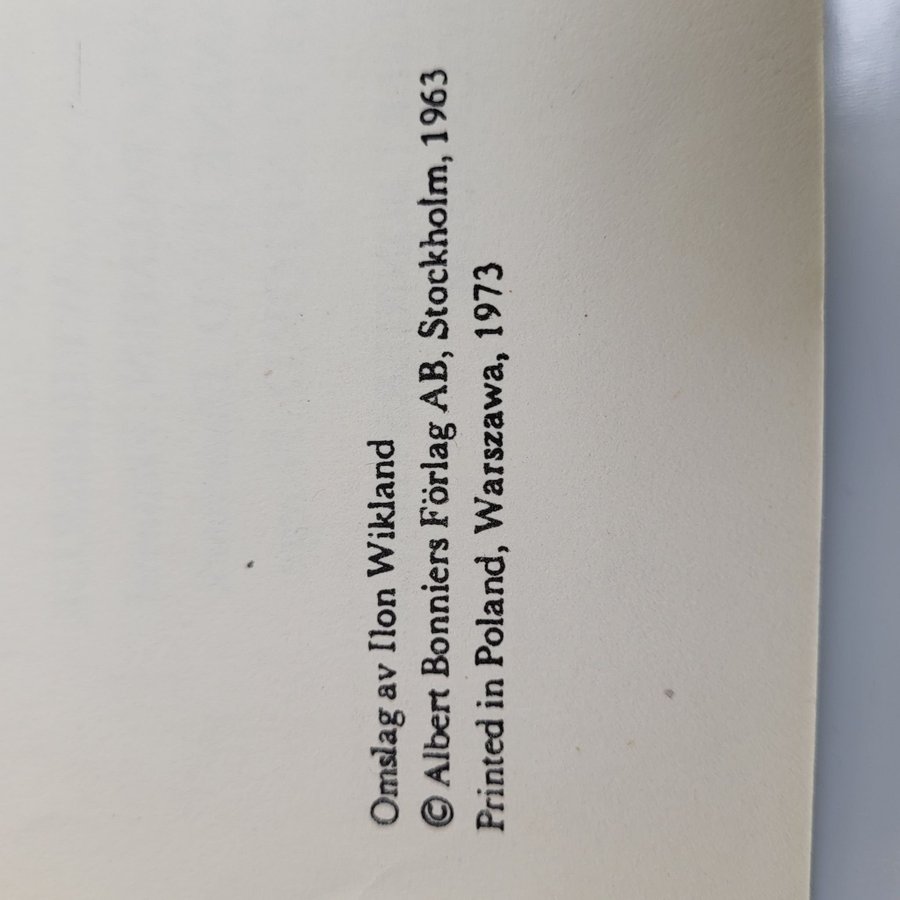 Omslag av Ilon Wikland
© Albert Bonniers Förlag AB, Stockholm, 1963
Printed in Poland, Warszawa, 1973